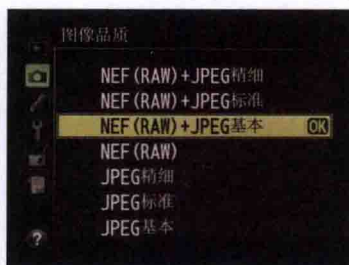 图像品质
NEF (RAW)+JPEG精细
NEF (RAW)+JPEG标准
NEF (RAW)+JPEG基本 OK
NEF (RAW)
JPEG精细
JPEG标准
JPEG基本
?